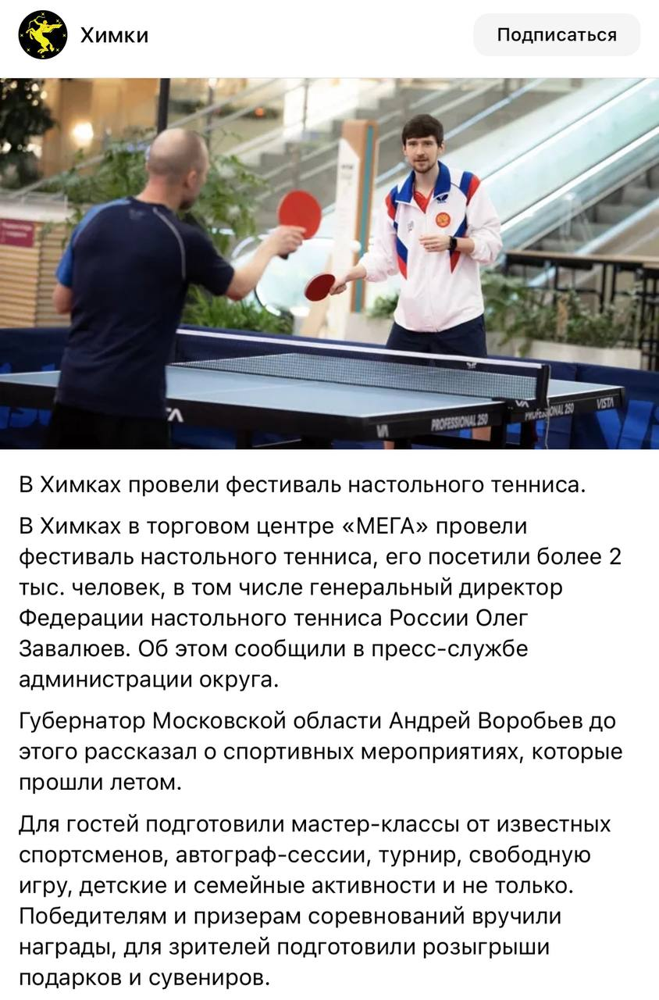 Химки
Подписаться
PROFESSIONAL 250
VISTA
В Химках провели фестиваль настольного тенниса.
В Химках в торговом центре «МЕГА» провели
фестиваль настольного тенниса, его посетили более 2
тыс. человек, в том числе генеральный директор
Федерации настольного тенниса России Олег
Завалюев. Об этом сообщили в пресс-службе
администрации округа.
Губернатор Московской области Андрей Воробьев до
этого рассказал о спортивных мероприятиях, которые
прошли летом.
Для гостей подготовили мастер-классы от известных
спортсменов, автограф-сессии, турнир, свободную
игру, детские и семейные активности и не только.
Победителям и призерам соревнований вручили
награды, для зрителей подготовили розыгрыши
подарков и сувениров.